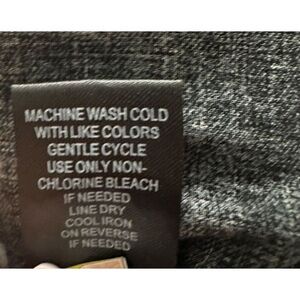 MACHINE WASH COLD
WITH LIKE COLORS
GENTLE CYCLE
USE ONLY NON-
CHLORINE BLEACH
IF NEEDED
LINE DRY
COOL IRON
ON REVERSE
IF NEEDED